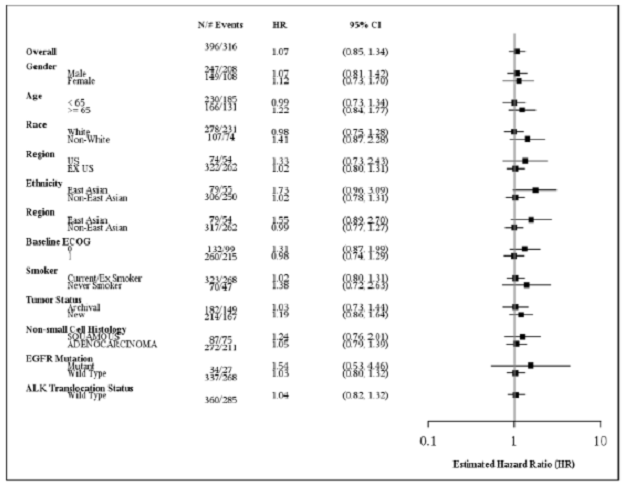 N/# Events HR 95% CI
Overall 396/316 1.07 (0.85, 1.34)
Gender
Male 247/208 1.07 (0.81, 1.42)
Female 149/108 1.12 (0.73, 1.70)
Age
< 65 230/185 0.99 (0.73, 1.34)
>= 65 166/131 1.22 (0.84, 1.77)
Race
White 278/231 0.98 (0.75, 1.28)
Non-White 107/74 1.41 (0.87, 2.28)
Region
US 74/54 1.33 (0.73, 2.43)
EX US 322/262 1.02 (0.80, 1.31)
Ethnicity
East Asian 79/55 1.73 (0.96, 3.09)
Non-East Asian 306/250 1.02 (0.78, 1.31)
Region
East Asian 79/54 1.55 (0.89, 2.70)
Non-East Asian 317/262 0.99 (0.77, 1.27)
Baseline ECOG
0 132/99 1.31 (0.87, 1.99)
1 260/215 0.98 (0.74, 1.29)
Smoker
Current/Ex Smoker 323/268 1.02 (0.80, 1.31)
Never Smoker 70/47 1.38 (0.72, 2.63)
Tumor Status
Archival 182/149 1.03 (0.73, 1.44)
New 214/167 1.19 (0.86, 1.64)
Non-small Cell Histology
SQUAMOUS 87/75 1.24 (0.76, 2.01)
ADENOCARCINOMA 272/211 1.05 (0.79, 1.39)
EGFR Mutation
Mutant 34/27 1.54 (0.53, 4.46)
Wild Type 337/268 1.03 (0.80, 1.32)
ALK Translocation Status
Wild Type 360/285 1.04 (0.82, 1.32)
0.1 1 10
Estimated Hazard Ratio (HR)